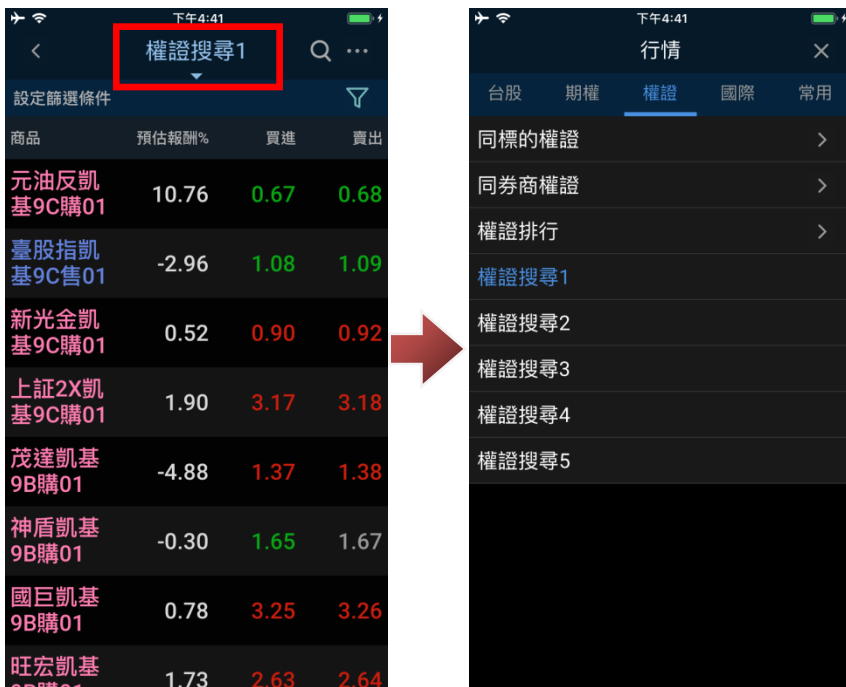 下午4:41
權證搜尋1
設定篩選條件
商品 預估報酬% 買進 賣出
元油反凱
基9C購01
10.76 0.67 0.68
臺股指凱
基9C售01
-2.96 1.08 1.09
新光金凱
基9C購01
0.52 0.90 0.92
上証2X凱
基9C購01
1.90 3.17 3.18
茂達凱基
9B購01
-4.88 1.37 1.38
神盾凱基
9B購01
-0.30 1.65 1.67
國巨凱基
9B購01
0.78 3.25 3.26
旺宏凱基
1.73 2.63 2.64
下午4:41
行情
台股 期權 權證 國際 常用
同標的權證
同券商權證
權證排行
權證搜尋1
權證搜尋2
權證搜尋3
權證搜尋4
權證搜尋5